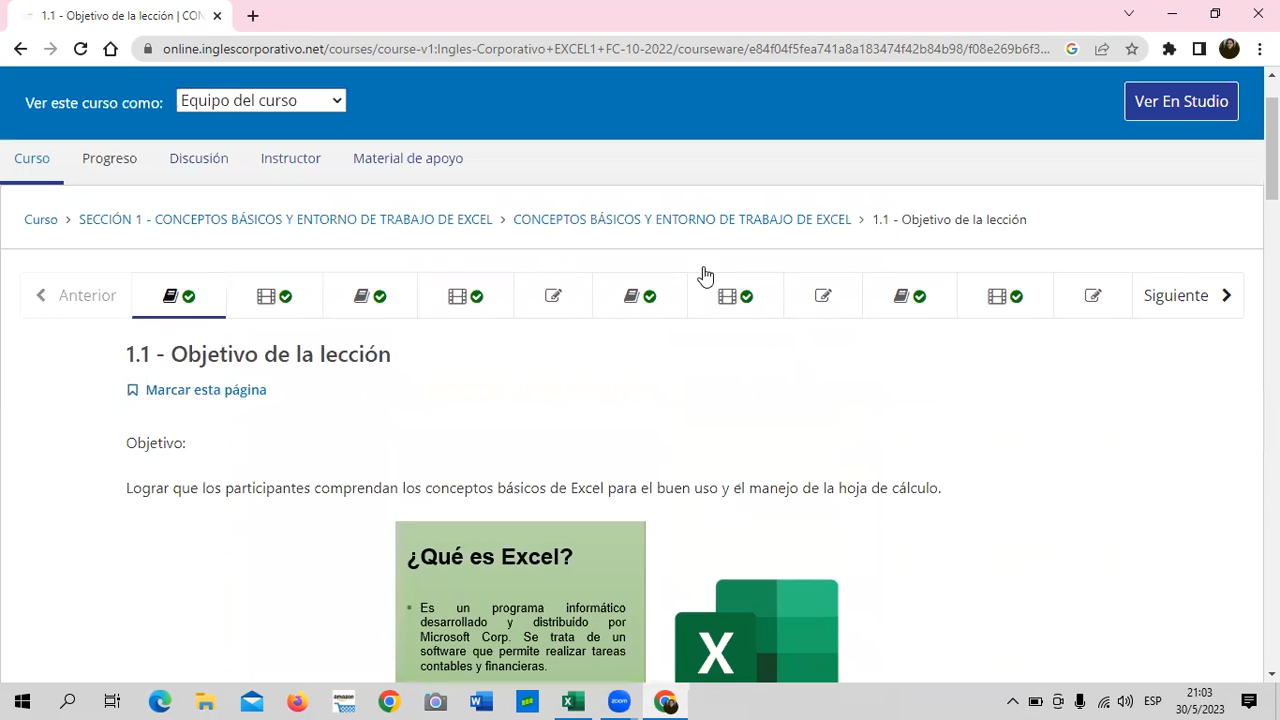 1.1 - Objetivo de la lección | CON
online.inglescorporativo.net/courses/course-v1:Ingles-Corporativo+EXCEL1+FC-10-2022/courseware/e84f04f5fea741a8a183474f42b84b98/f08e269b6f3...
Ver este curso como:
Equipo del curso
Ver En Studio
Curso
Progreso
Discusión
Instructor
Material de apoyo
Curso > SECCIÓN 1 - CONCEPTOS BÁSICOS Y ENTORNO DE TRABAJO DE EXCEL > CONCEPTOS BÁSICOS Y ENTORNO DE TRABAJO DE EXCEL > 1.1 - Objetivo de la lección
Anterior
Siguiente
1.1 - Objetivo de la lección
Marcar esta página
Objetivo:
Lograr que los participantes comprendan los conceptos básicos de Excel para el buen uso y el manejo de la hoja de cálculo.
¿Qué es Excel?
Es un programa informático
desarrollado y distribuido por
Microsoft Corp. Se trata de un
software que permite realizar tareas
contables y financieras.
X
amazon
zoom
ESP
21:03
30/5/2023